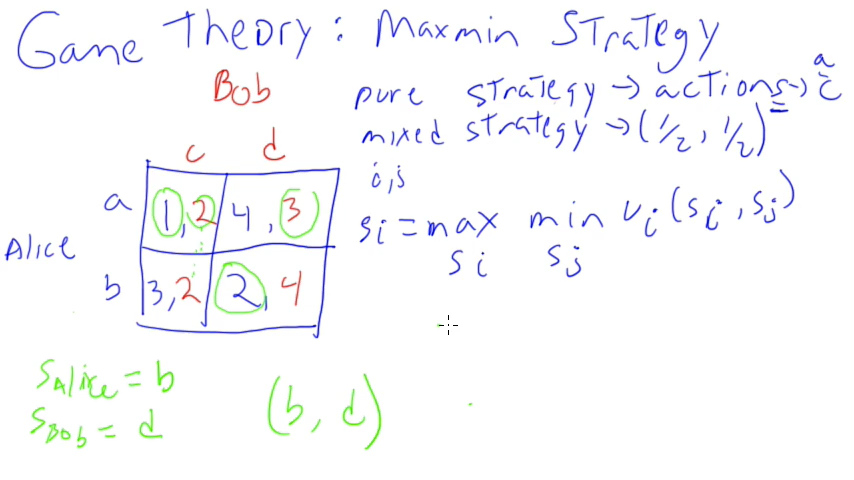 Game Theory: Maxmin Strategy
Bob
pure strategy → actions → a
c
mixed strategy → (1/2, 1/2)
c d
i,j
a 1,2 4,3
si = max min ui(si, sj)
si sj
Alice
b 3,2 2,4
sAlice = b
sBob = d
(b, d)